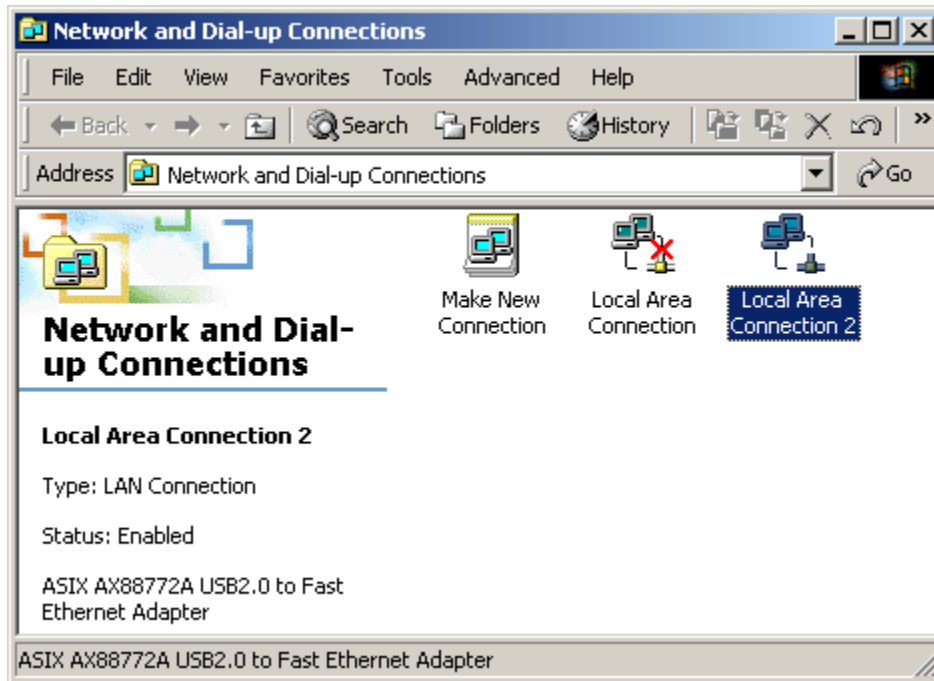 Network and Dial-up Connections
File Edit View Favorites Tools Advanced Help
Back Search Folders History »
Address Network and Dial-up Connections Go
Make New
Connection
Local Area
Connection
Local Area
Connection 2
Network and Dial-
up Connections
Local Area Connection 2
Type: LAN Connection
Status: Enabled
ASIX AX88772A USB2.0 to Fast
Ethernet Adapter
ASIX AX88772A USB2.0 to Fast Ethernet Adapter